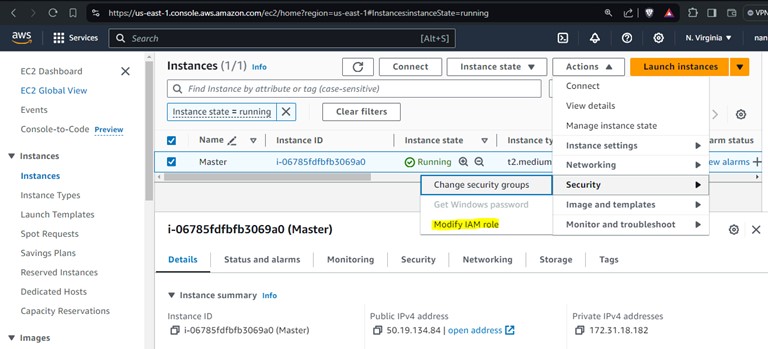 https://us-east-1.console.aws.amazon.com/ec2/home?region=us-east-1#Instances:instanceState=running
VPN
aws Services Search [Alt+S] N. Virginia nan
EC2 Dashboard
EC2 Global View
Events
Console-to-Code Preview
Instances
Instances
Instance Types
Launch Templates
Spot Requests
Savings Plans
Reserved Instances
Dedicated Hosts
Capacity Reservations
Images
Instances (1/1) Info
Connect Instance state Actions Launch instances
Find Instance by attribute or tag (case-sensitive)
Instance state = running Clear filters
Name Instance ID Instance state Instance ty arm status
Master i-06785fdfbfb3069a0 Running t2.medium ew alarms
Connect
View details
Manage instance state
Instance settings
Networking
Security
Image and templates
Monitor and troubleshoot
Change security groups
Get Windows password
Modify IAM role
i-06785fdfbfb3069a0 (Master)
Details Status and alarms Monitoring Security Networking Storage Tags
Instance summary Info
Instance ID Public IPv4 address Private IPv4 addresses
i-06785fdfbfb3069a0 (Master) 50.19.134.84 | open address 172.31.18.182